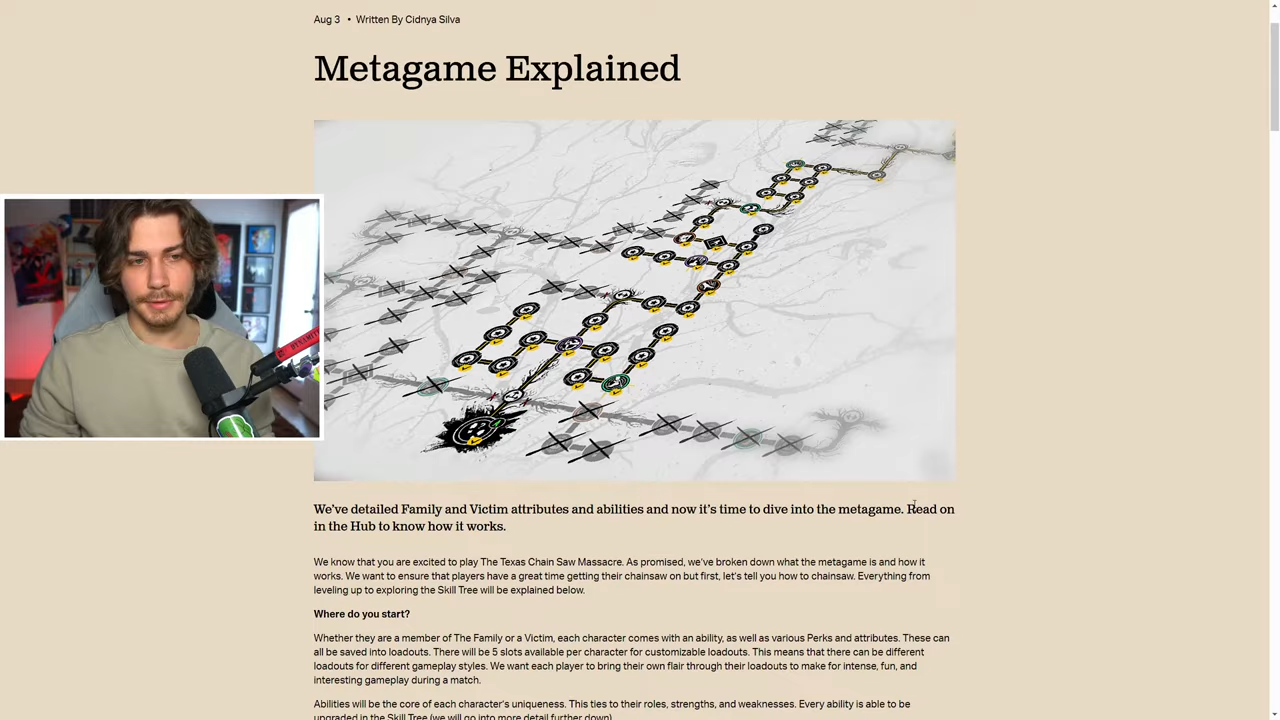 Aug 3 • Written By Cidnya Silva
Metagame Explained
We've detailed Family and Victim attributes and abilities and now it's time to dive into the metagame. Read on
in the Hub to know how it works.
We know that you are excited to play The Texas Chain Saw Massacre. As promised, we've broken down what the metagame is and how it
works. We want to ensure that players have a great time getting their chainsaw on but first, let's tell you how to chainsaw. Everything from
leveling up to exploring the Skill Tree will be explained below.
Where do you start?
Whether they are a member of The Family or a Victim, each character comes with an ability, as well as various Perks and attributes. These can
all be saved into loadouts. There will be 5 slots available per character for customizable loadouts. This means that there can be different
loadouts for different gameplay styles. We want each player to bring their own flair through their loadouts to make for intense, fun, and
interesting gameplay during a match.
Abilities will be the core of each character's uniqueness. This ties to their roles, strengths, and weaknesses. Every ability is able to be
upgraded in the Skill Tree (we will go into more detail further down)